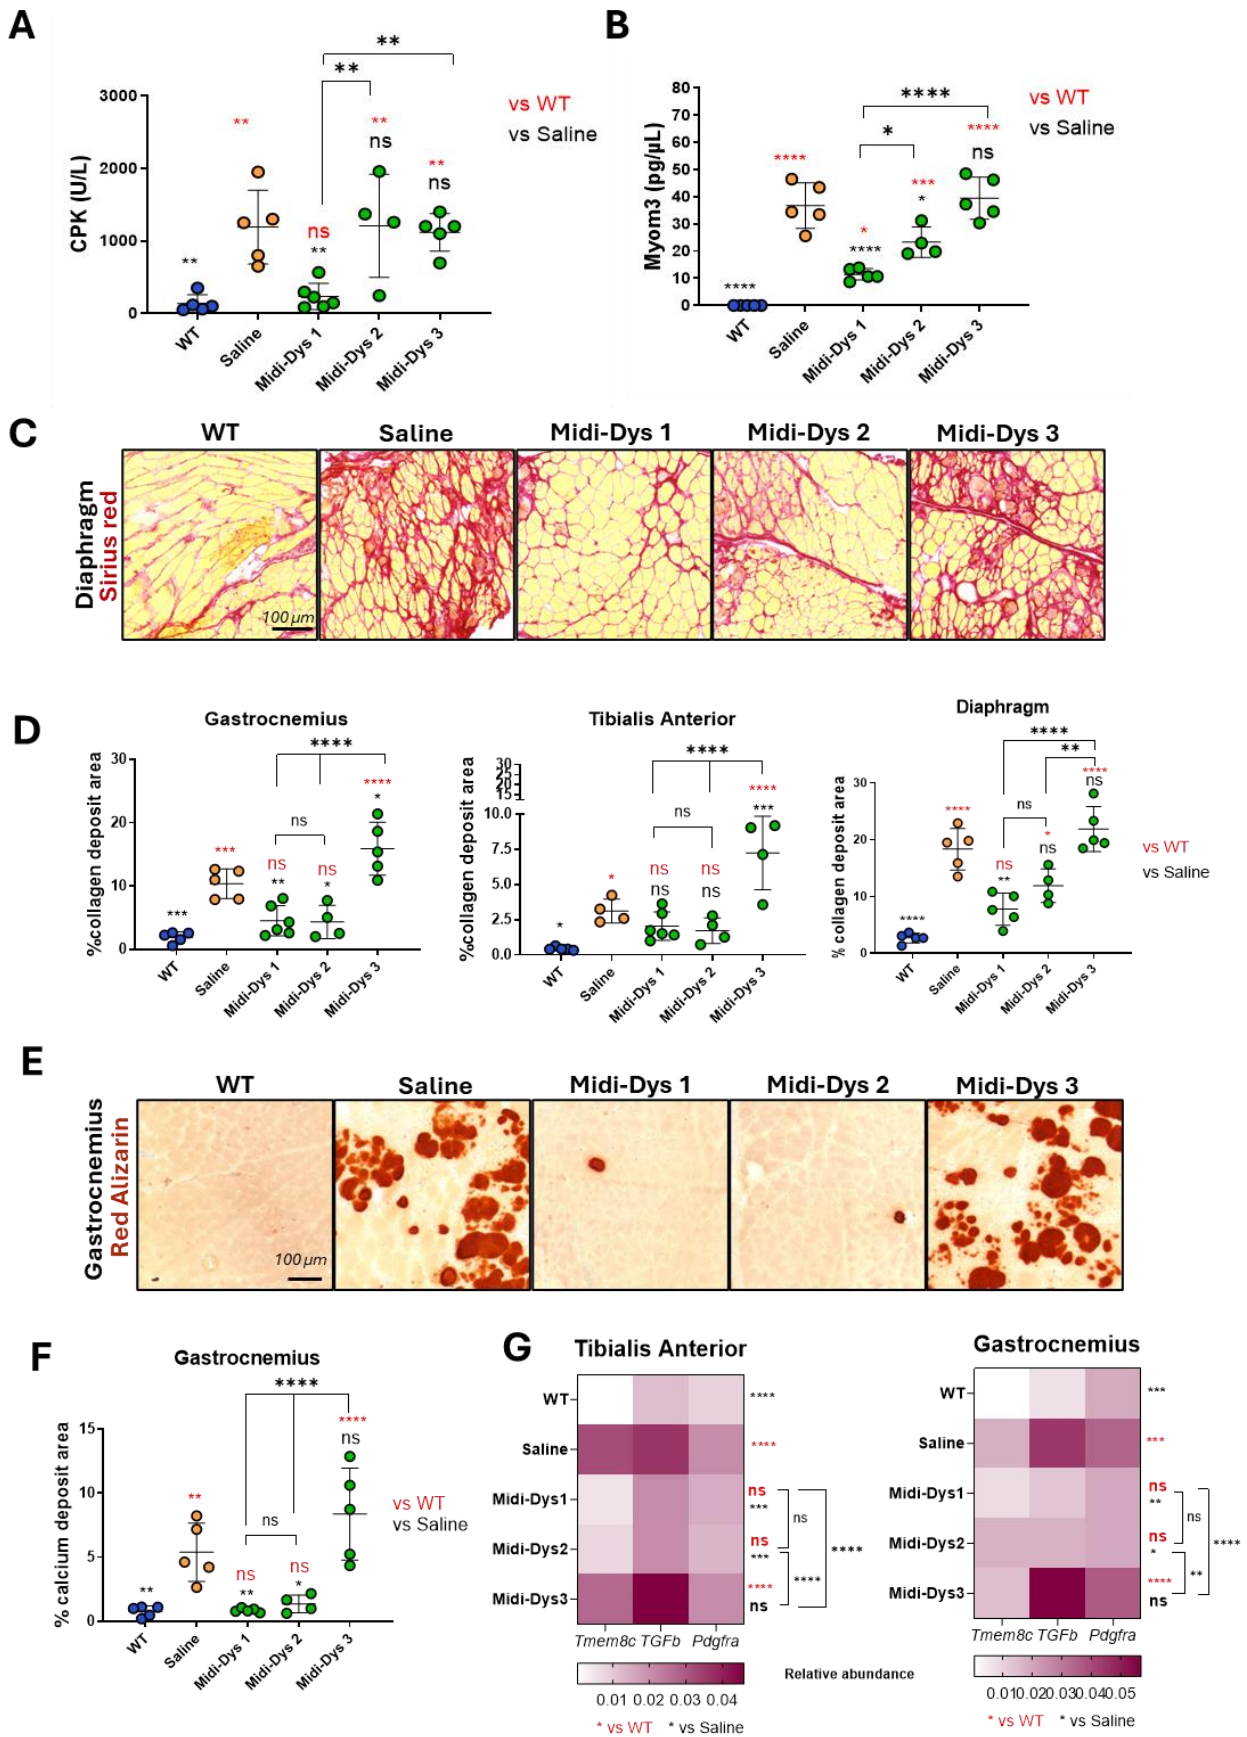 A
B
**
**
3000
2000
1000
0
CPK (U/L)
**
**
ns
**
**
ns
**
ns
vs WT
vs Saline
WT
Saline
Midi-Dys 1
Midi-Dys 2
Midi-Dys 3
80
70
60
50
40
30
20
10
0
Myom3 (pg/µL)
****
*
****
****
*
****
***
*
****
ns
vs WT
vs Saline
WT
Saline
Midi-Dys 1
Midi-Dys 2
Midi-Dys 3
C
WT
Saline
Midi-Dys 1
Midi-Dys 2
Midi-Dys 3
Diaphragm
Sirius red
100 µm
D
Gastrocnemius
%collagen deposit area
30
20
10
0
****
ns
***
***
ns
**
ns
*
****
*
WT
Saline
Midi-Dys 1
Midi-Dys 2
Midi-Dys 3
Tibialis Anterior
%collagen deposit area
30
25
20
15
10.0
7.5
5.0
2.5
0.0
****
ns
*
*
ns
ns
ns
ns
****
***
WT
Saline
Midi-Dys 1
Midi-Dys 2
Midi-Dys 3
Diaphragm
% collagen deposit area
30
20
10
0
****
**
ns
****
****
ns
**
*
ns
****
ns
vs WT
vs Saline
WT
Saline
Midi-Dys 1
Midi-Dys 2
Midi-Dys 3
E
WT
Saline
Midi-Dys 1
Midi-Dys 2
Midi-Dys 3
Gastrocnemius
Red Alizarin
100 µm
F
Gastrocnemius
% calcium deposit area
15
10
5
0
****
ns
**
**
ns
**
ns
*
****
ns
vs WT
vs Saline
WT
Saline
Midi-Dys 1
Midi-Dys 2
Midi-Dys 3
G
Tibialis Anterior
WT
Saline
Midi-Dys1
Midi-Dys2
Midi-Dys3
****
****
ns
***
ns
***
****
ns
ns
****
****
Tmem8c TGFb Pdgfra
0.01 0.02 0.03 0.04
* vs WT * vs Saline
Relative abundance
Gastrocnemius
WT
Saline
Midi-Dys1
Midi-Dys2
Midi-Dys3
***
***
ns
**
ns
*
****
ns
ns
**
****
Tmem8c TGFb Pdgfra
0.01 0.02 0.03 0.04 0.05
* vs WT * vs Saline